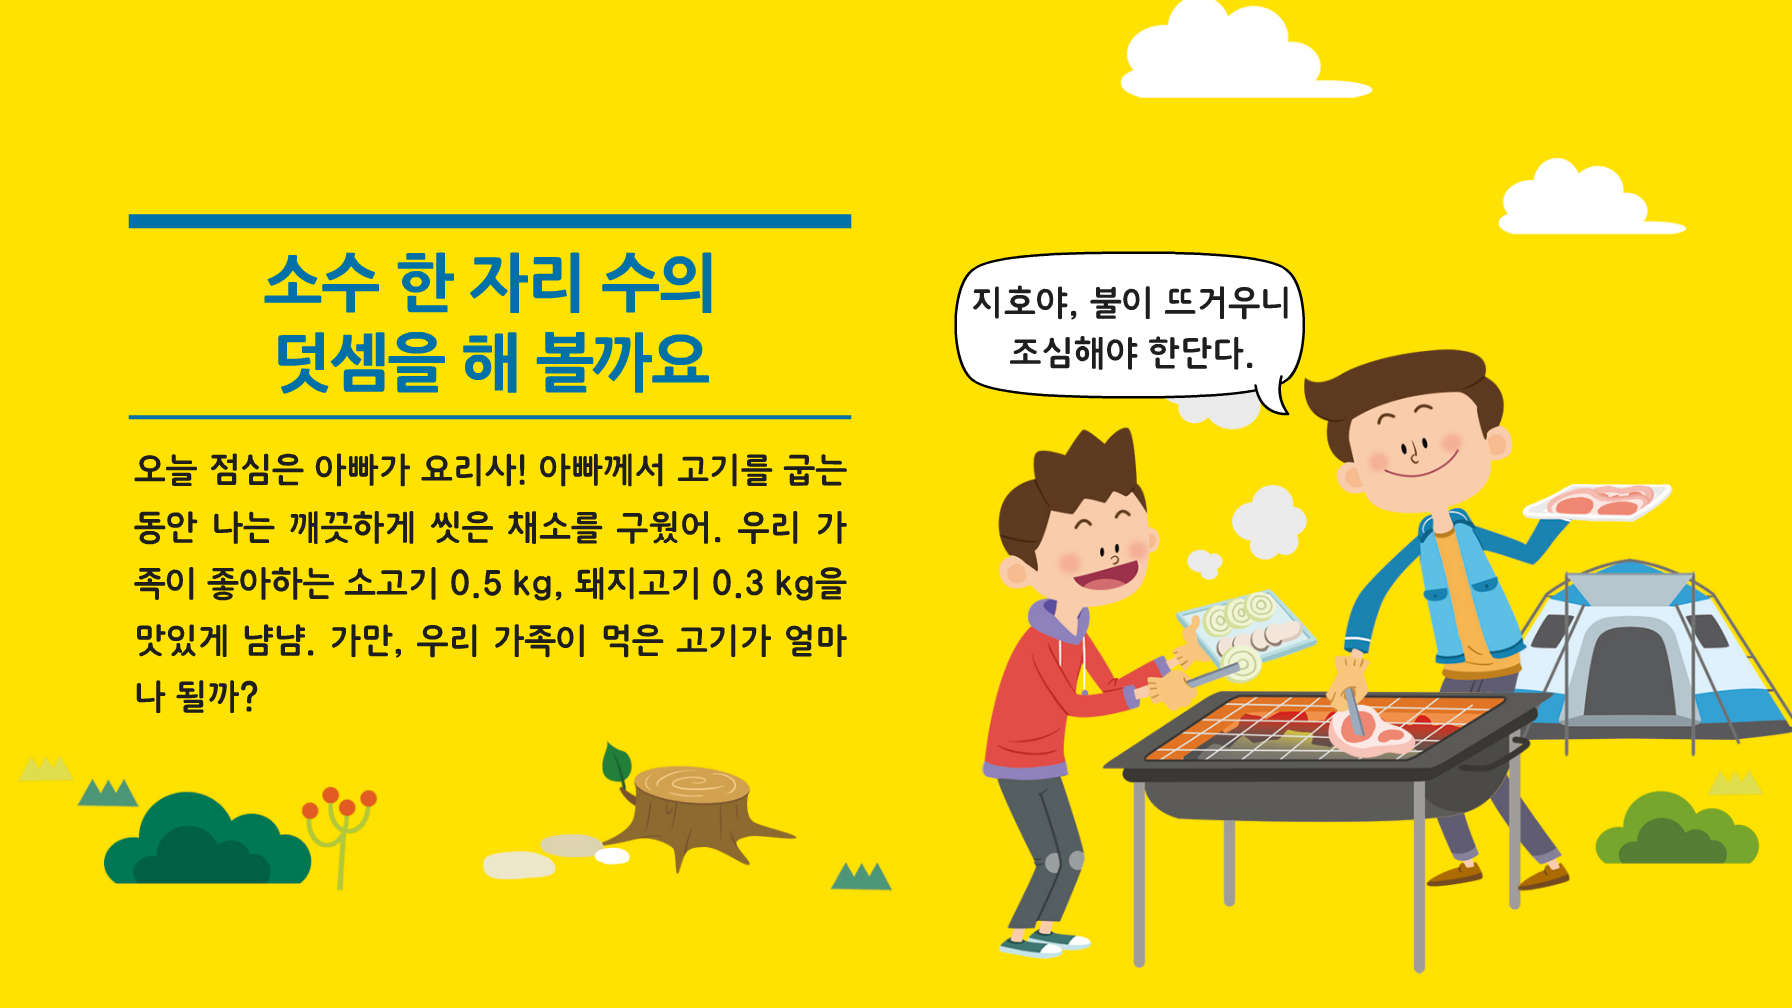 소수 한 자리 수의
덧셈을 해 볼까요
오늘 점심은 아빠가 요리사! 아빠께서 고기를 굽는
동안 나는 깨끗하게 씻은 채소를 구웠어. 우리 가
족이 좋아하는 소고기 0.5 kg, 돼지고기 0.3 kg을
맛있게 냠냠. 가만, 우리 가족이 먹은 고기가 얼마
나 될까?
지호야, 불이 뜨거우니
조심해야 한단다.